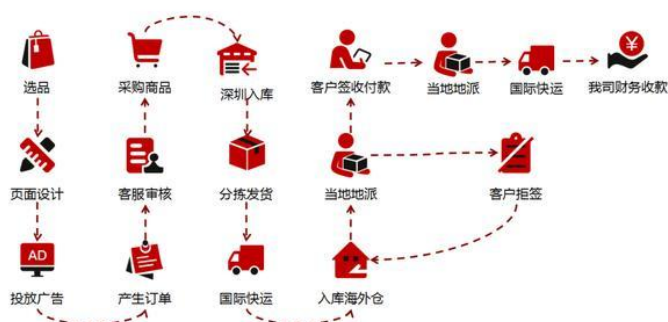 选品
采购商品
深圳入库
客户签收付款
当地地派
国际快运
我司财务收款
页面设计
客服审核
分拣发货
当地地派
客户拒签
AD
投放广告
产生订单
国际快运
入库海外仓